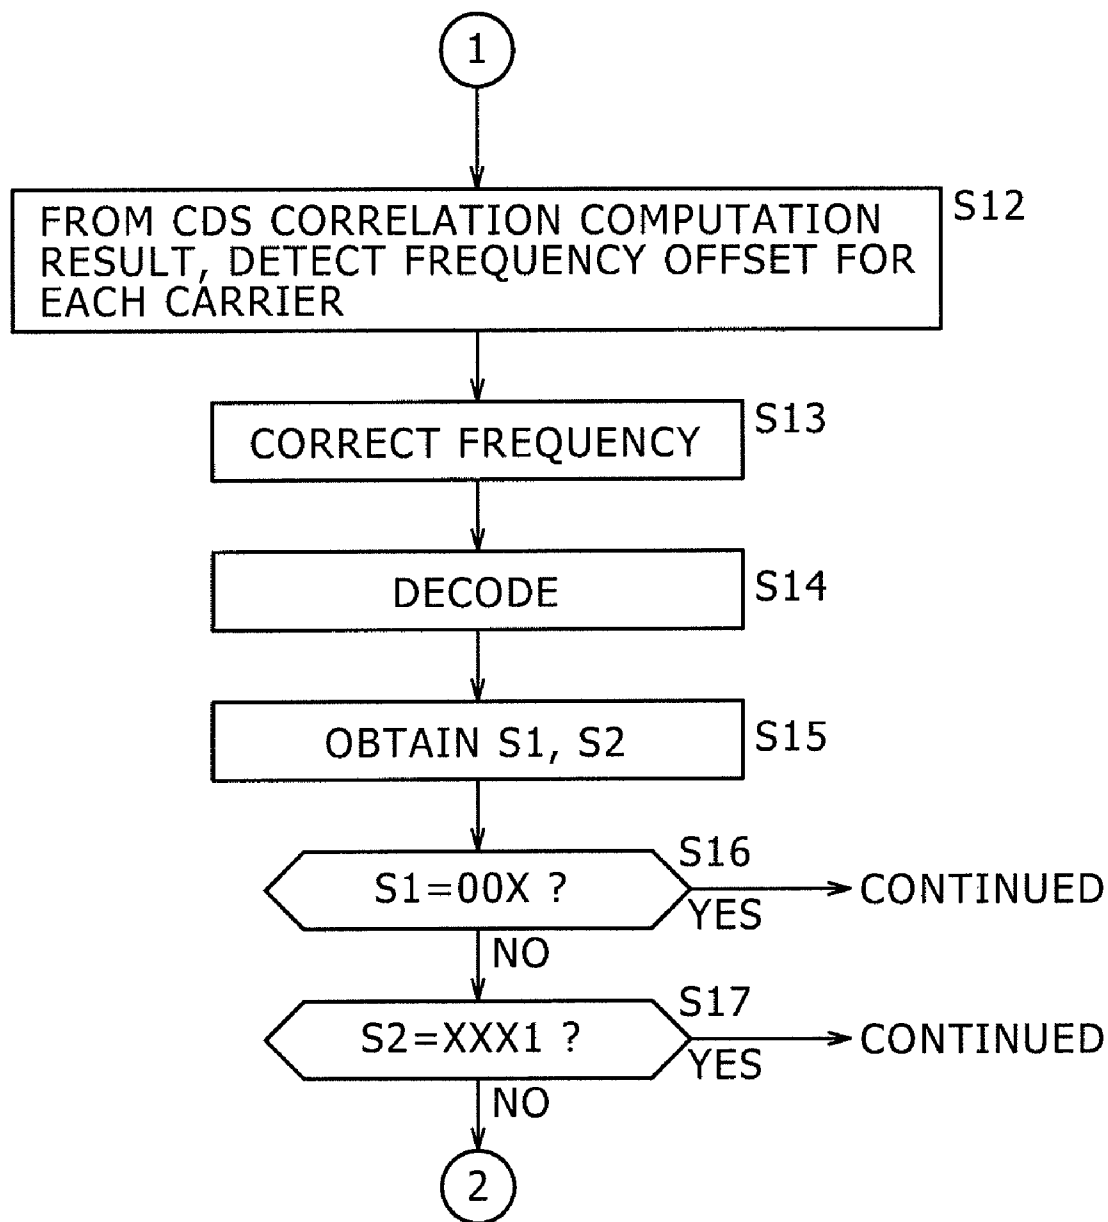 1
FROM CDS CORRELATION COMPUTATION
RESULT, DETECT FREQUENCY OFFSET FOR
EACH CARRIER
S12
CORRECT FREQUENCY
S13
DECODE
S14
OBTAIN S1, S2
S15
S1=00X ?
S16
YES
CONTINUED
NO
S2=XXX1 ?
S17
YES
CONTINUED
NO
2